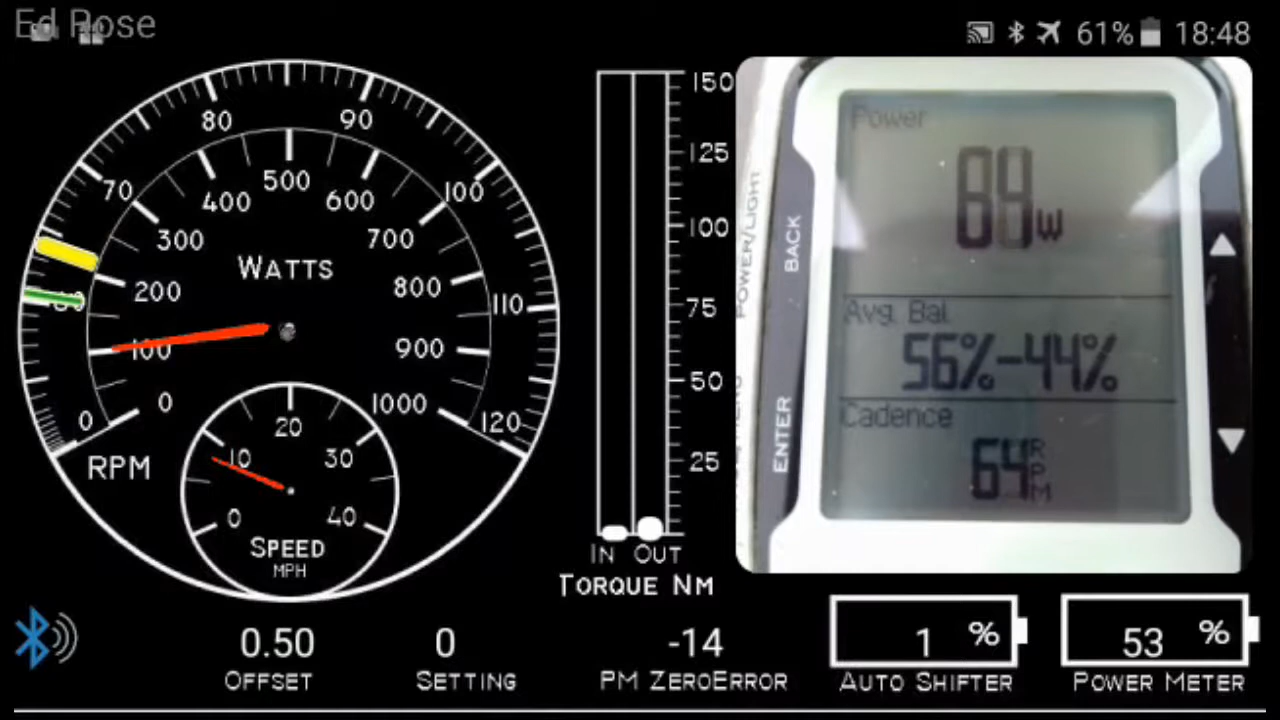 Ed Rose
61% 18:48
80 90
70 100
60 110
0 120
RPM
400 500 600
300 700
200 800
100 900
0 1000
WATTS
20
10 30
0 40
SPEED
MPH
150
125
100
75
50
25
IN OUT
TORQUE NM
POWER/LIGHT
BACK
ENTER
Power
W
Avg. Bal.
56%-44%
Cadence
64 RPM
0.50
OFFSET
0
SETTING
-14
PM ZEROERROR
1 %
AUTO SHIFTER
53 %
POWER METER